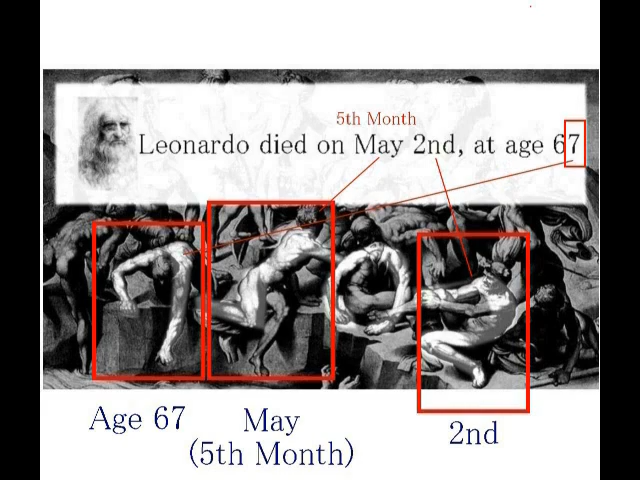 5th Month
Leonardo died on May 2nd, at age 67
Age 67
May
(5th Month)
2nd